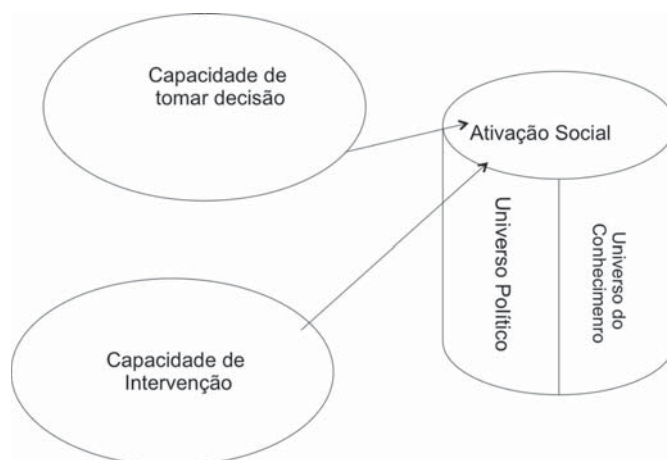 Capacidade de
tomar decisão
Ativação Social
Universo Político
Universo do
Conhecimenro
Capacidade de
Intervenção